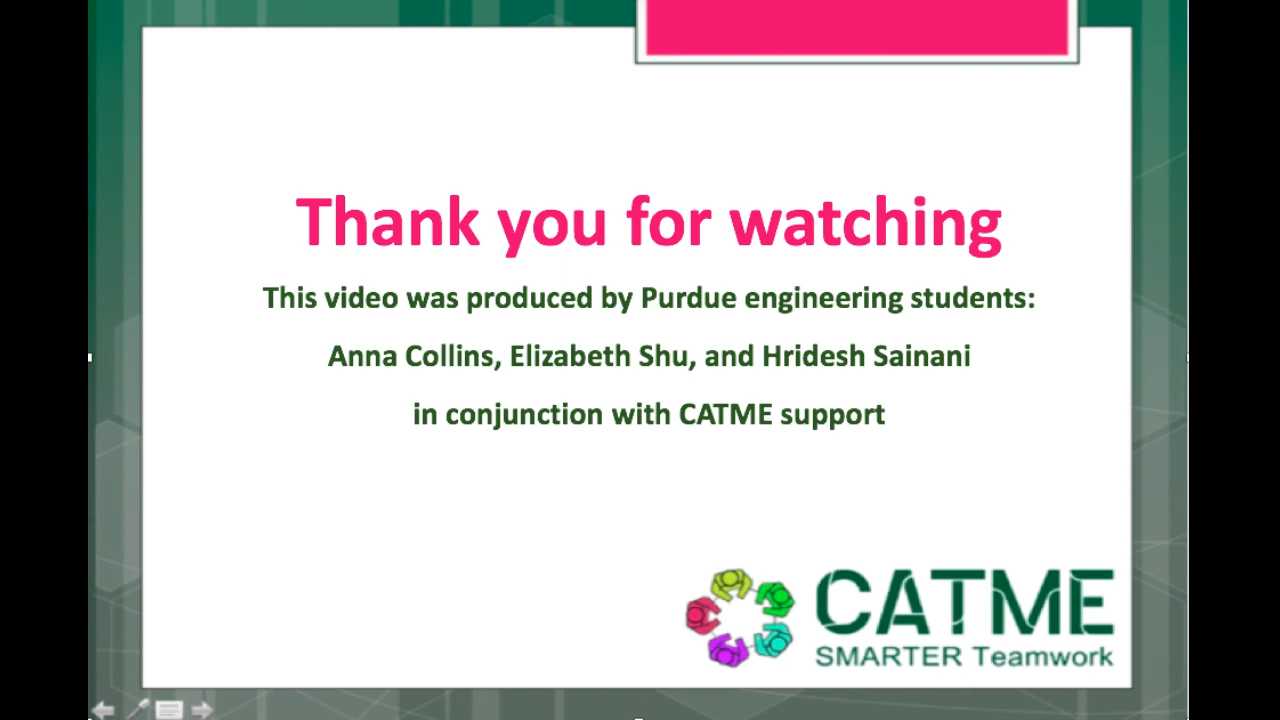 Thank you for watching
This video was produced by Purdue engineering students:
Anna Collins, Elizabeth Shu, and Hridesh Sainani
in conjunction with CATME support
CATME
SMARTER Teamwork